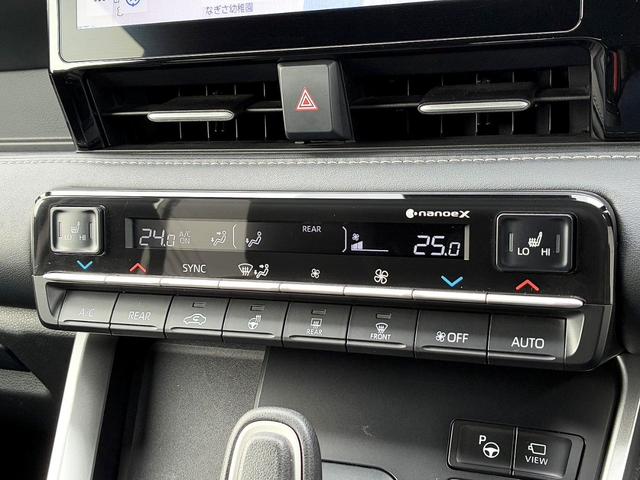 なぎさ幼稚園
nanoeX
LO HI
24.0 A/C ON REAR 25.0
LO HI
SYNC
A/C REAR REAR FRONT OFF AUTO
P
VIEW